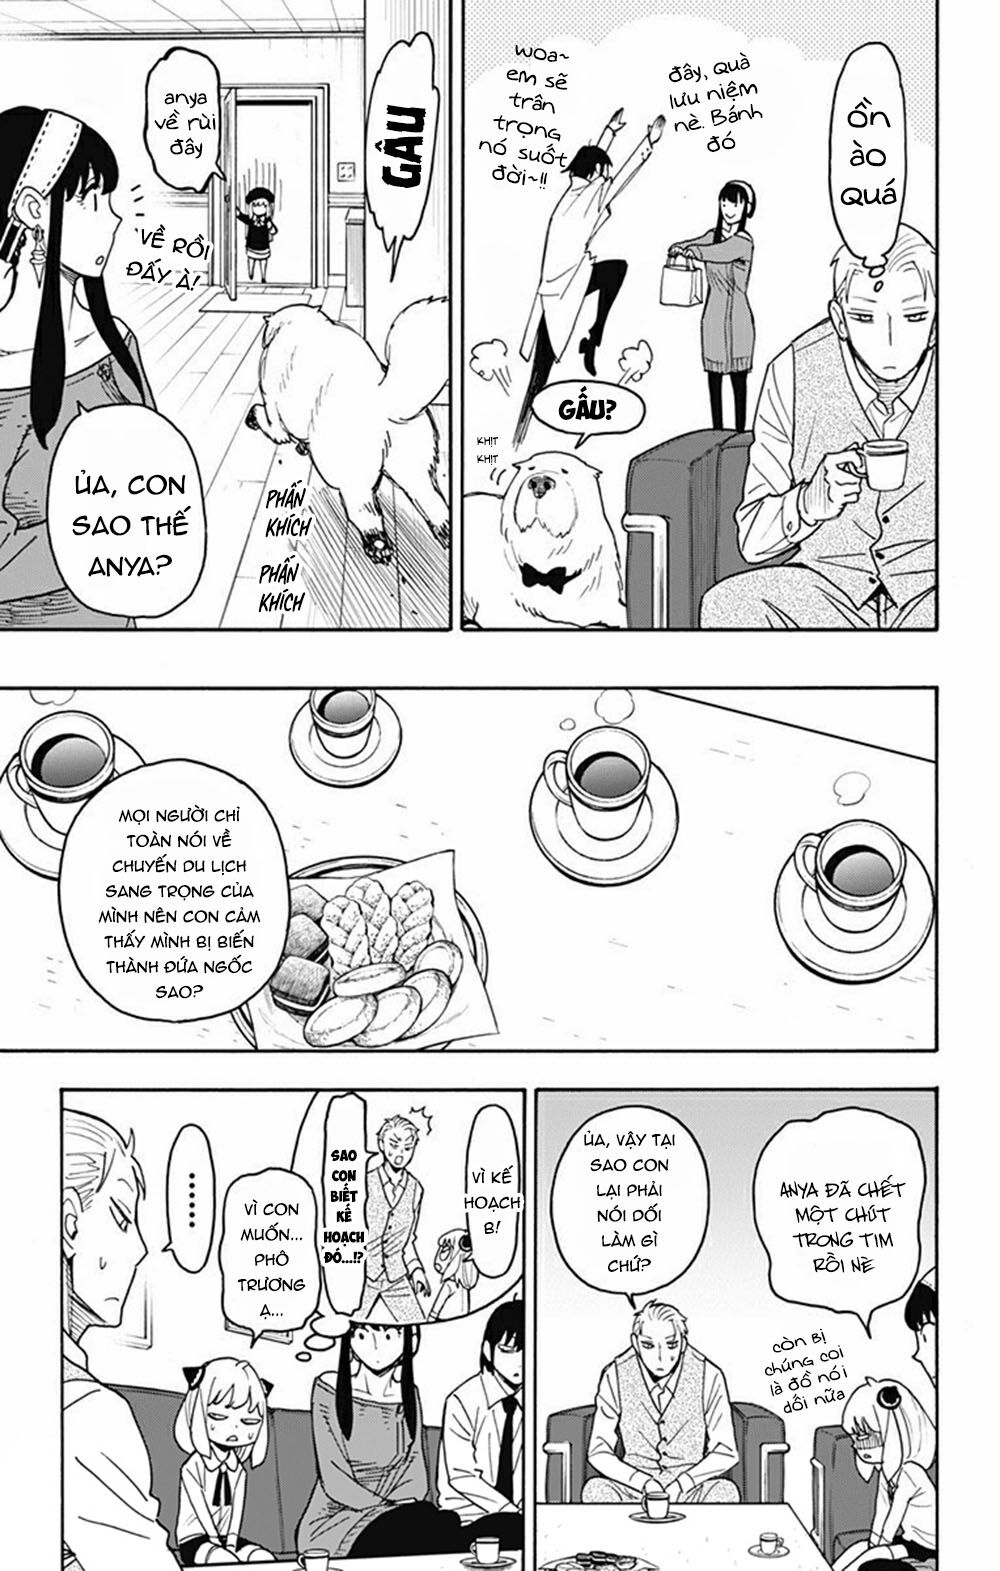 ỒN
ÀO
QUÁ
đây, Quà
lưu niệm
nè. Bánh
đó
woa~
em sẽ
trân
trọng
nó suốt
đời~!!
GẤU?
KHỊT
KHỊT
GÂU
anya
về rùi
đây
VỀ RỒI
ĐẤY À!
PHẤN
KHÍCH
PHẤN
KHÍCH
ỦA, CON
SAO THẾ
ANYA?
MỌI NGƯỜI CHỈ
TOÀN NÓI VỀ
CHUYẾN DU LỊCH
SANG TRỌNG CỦA
MÌNH NÊN CON CẢM
THẤY MÌNH BỊ BIẾN
THÀNH ĐỨA NGỐC
SAO?
ANYA ĐÃ CHẾT
MỘT CHÚT
TRONG TIM
RỒI NÈ
CÒN BỊ
chúng coi
là đồ nói
dối nữa
ỦA, VẬY TẠI
SAO CON
LẠI PHẢI
NÓI DỐI
LÀM GÌ
CHỨ?
VÌ KẾ
HOẠCH
B!
SAO
CON
BIẾT
KẾ
HOẠCH
ĐÓ...!?
VÌ CON
MUỐN...
PHÔ
TRƯƠNG
Ạ...
......